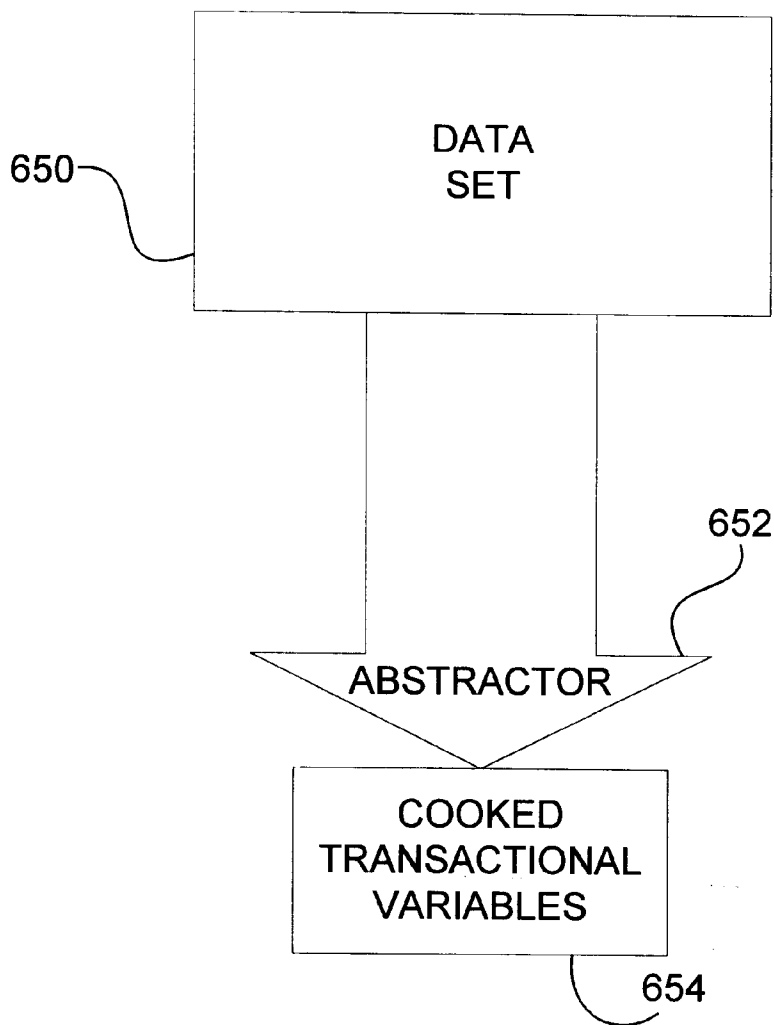 DATA
SET
650
652
ABSTRACTOR
COOKED
TRANSACTIONAL
VARIABLES
654